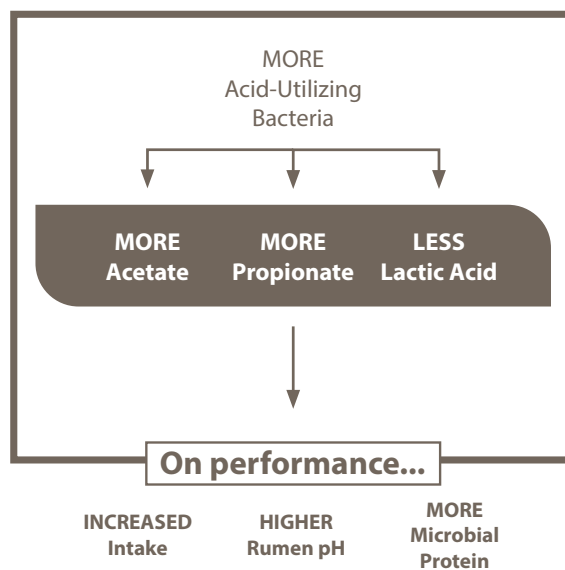 MORE
Acid-Utilizing
Bacteria
MORE
Acetate
MORE
Propionate
LESS
Lactic Acid
On performance...
INCREASED
Intake
HIGHER
Rumen pH
MORE
Microbial
Protein